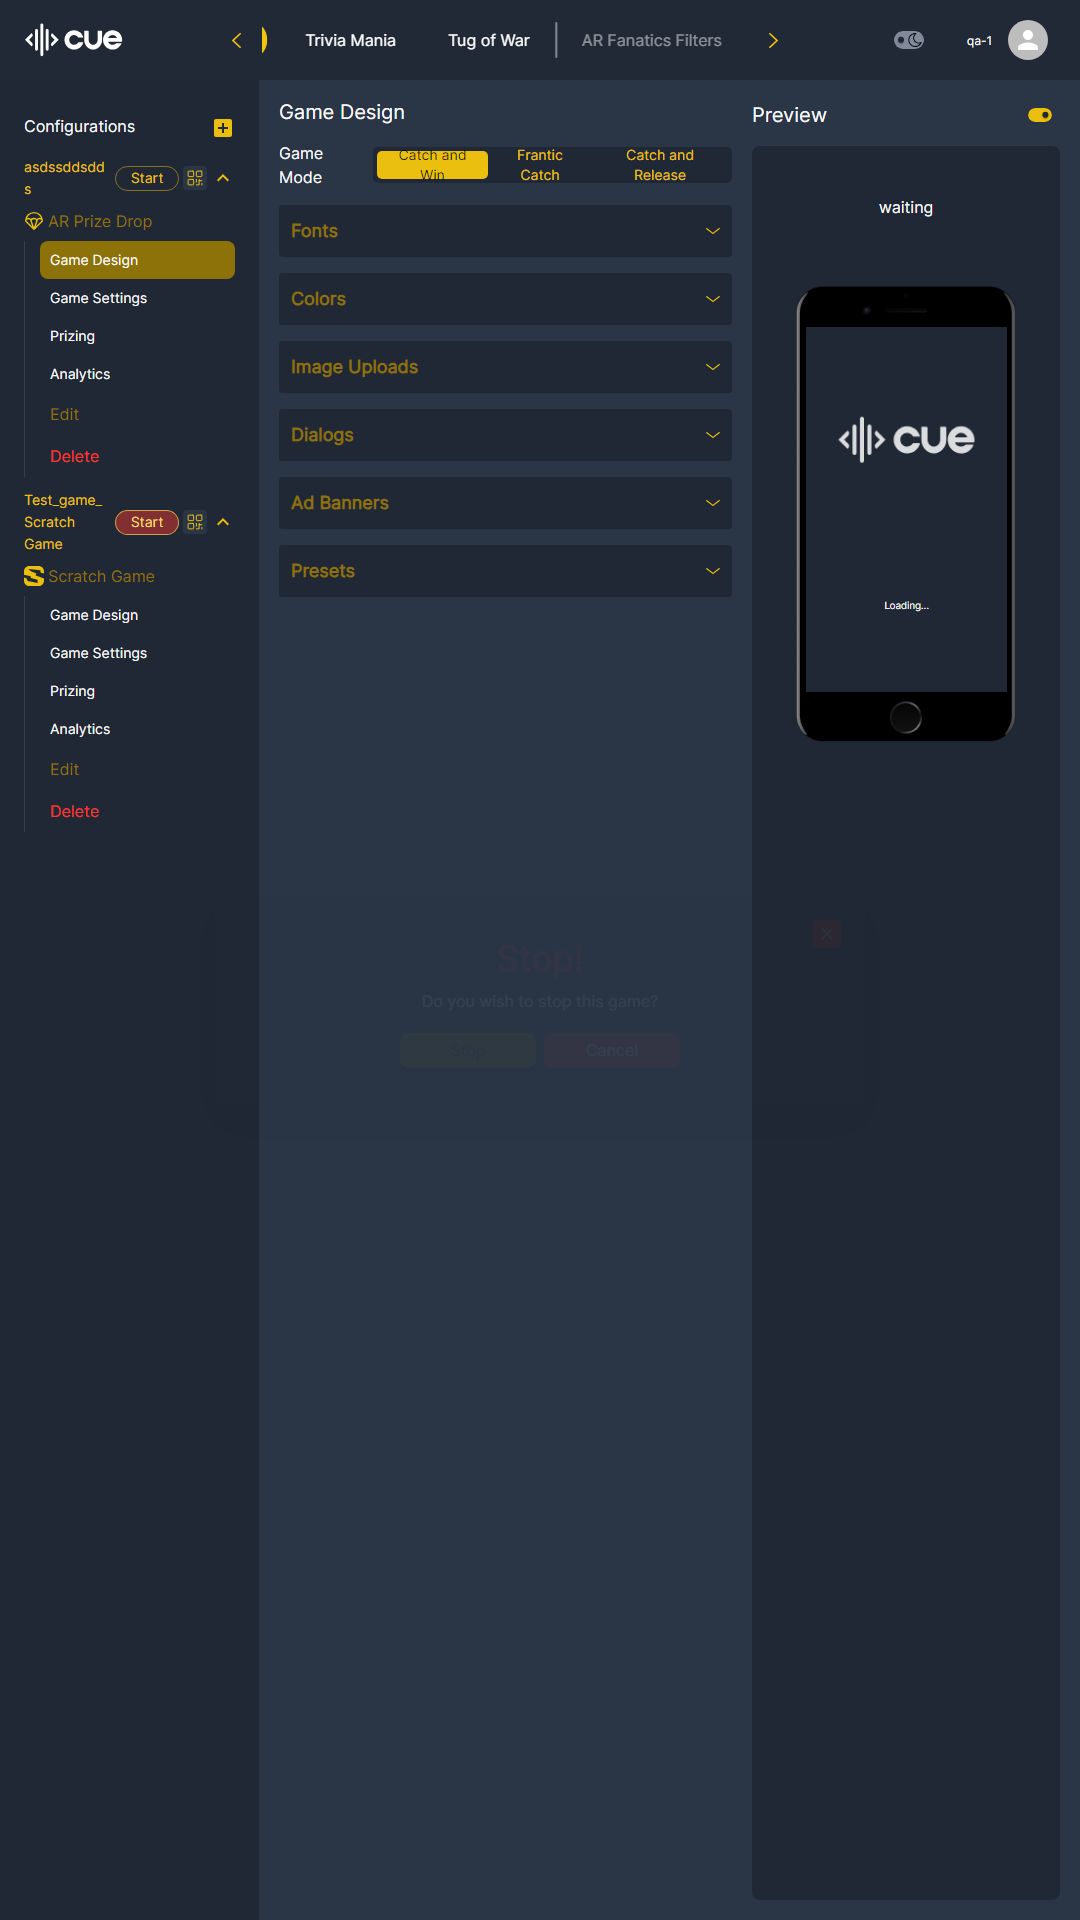 cue
Trivia Mania
Tug of War
AR Fanatics Filters
qa-1
Configurations
asdssddsdd
s
Start
AR Prize Drop
Game Design
Game Settings
Prizing
Analytics
Edit
Delete
Test_game_
Scratch
Game
Start
Scratch Game
Game Design
Game Settings
Prizing
Analytics
Edit
Delete
Game Design
Game
Mode
Catch and
Win
Frantic
Catch
Catch and
Release
Fonts
Colors
Image Uploads
Dialogs
Ad Banners
Presets
Stop!
Do you wish to stop this game?
Stop
Cancel
Preview
waiting
cue
Loading...